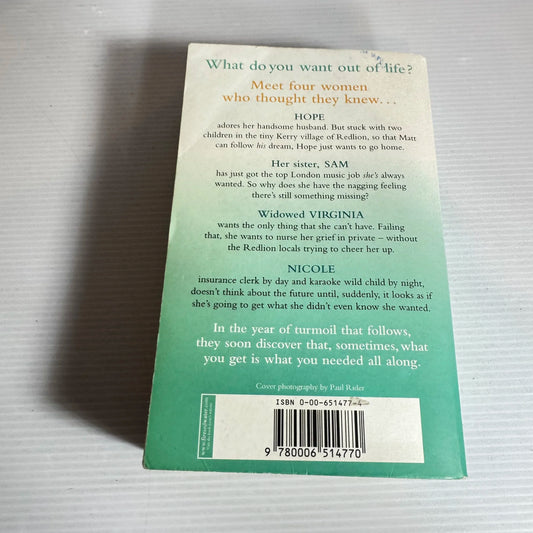 What do you want out of life?
Meet four women
who thought they knew...
HOPE
adores her handsome husband. But stuck with two
children in the tiny Kerry village of Redlion, so that Matt
can follow his dream, Hope just wants to go home.
Her sister, SAM
has just got the top London music job she's always
wanted. So why does she have the nagging feeling
there's still something missing?
Widowed VIRGINIA
wants the only thing that she can't have. Failing
that, she wants to nurse her grief in private – without
the Redlion locals trying to cheer her up.
NICOLE
insurance clerk by day and karaoke wild child by night,
doesn't think about the future until, suddenly, it looks as if
she's going to get what she didn't even know she wanted.
In the year of turmoil that follows,
they soon discover that, sometimes, what
you get is what you needed all along.
Cover photography by Paul Rider
www.fireandwater.com
ISBN 0-00-651477-4
9 780006 514770